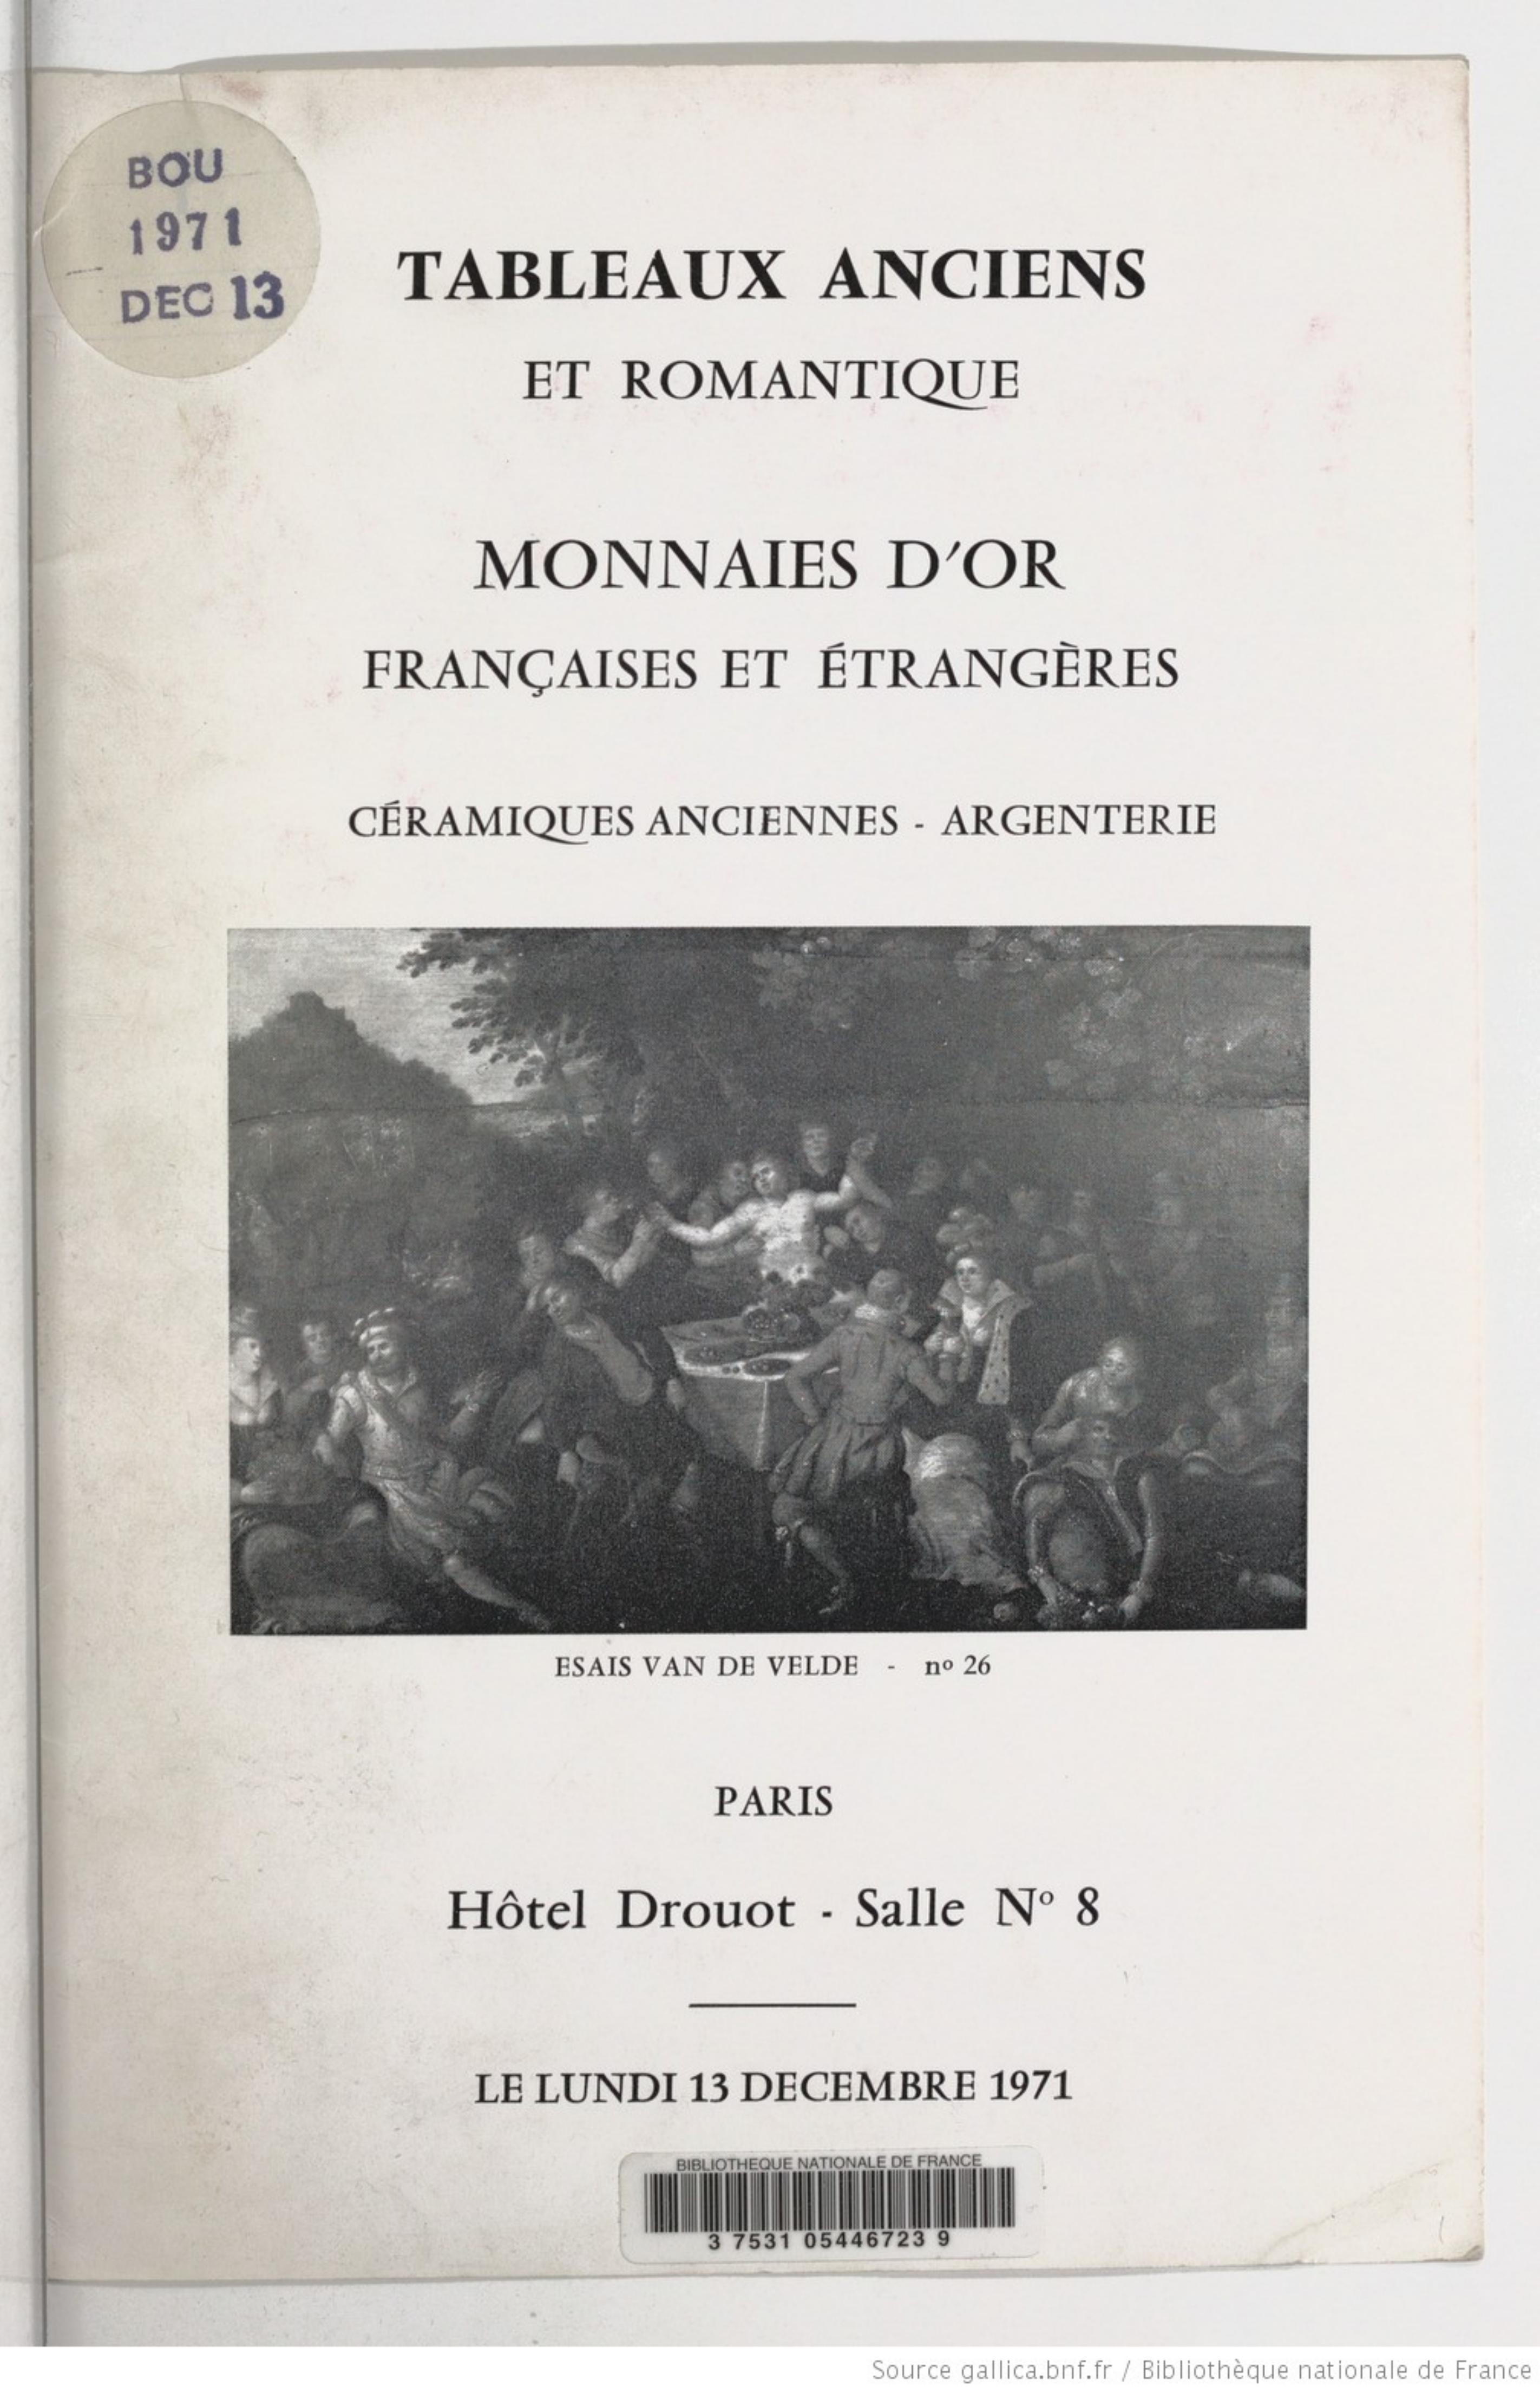 BOU
1971
DEC 13
TABLEAUX ANCIENS
ET ROMANTIQUE
MONNAIES D'OR
FRANÇAISES ET ÉTRANGÈRES
CÉRAMIQUES ANCIENNES - ARGENTERIE
ESAIS VAN DE VELDE - nº 26
PARIS
Hôtel Drouot - Salle Nº 8
LE LUNDI 13 DECEMBRE 1971
BIBLIOTHEQUE NATIONALE DE FRANCE
3 7531 05446723 9
Source gallica.bnf.fr / Bibliothèque nationale de France